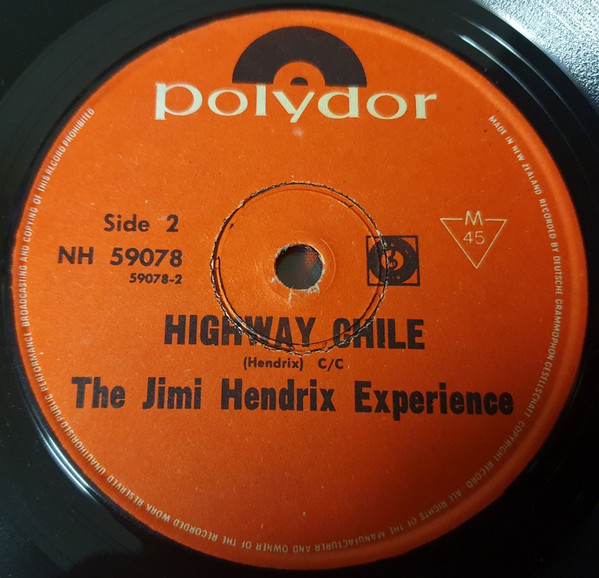 polydor
Side 2
NH 59078
59078-2
M
45
HIGHWAY CHILE
(Hendrix) C/C
The Jimi Hendrix Experience
MADE IN NEW ZEALAND RECORDED BY DEUTSCHE GRAMMOPHON GESELLSCHAFT. COPYRIGHT RECORD. ALL RIGHTS OF THE MANUFACTURER AND OWNER OF THE RECORDED WORK RESERVED UNAUTHORISED PUBLIC PERFORMANCE, BROADCASTING AND COPYING OF THIS RECORD PROHIBITED